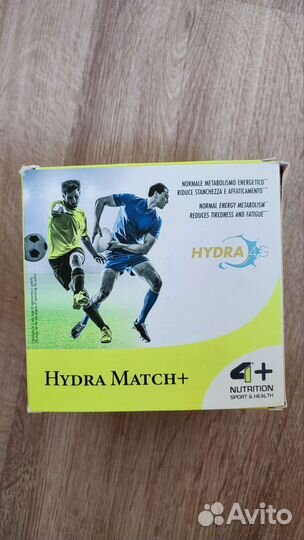 NORMALE METABOLISMO ENERGETICO*
RIDUCE STANCHEZZA E AFFATICAMENTO*
NORMAL ENERGY METABOLISM*
REDUCES TIREDNESS AND FATIGUE*
HYDRA 4G
HYDRA MATCH+
4+
NUTRITION
SPORT & HEALTH
Avito